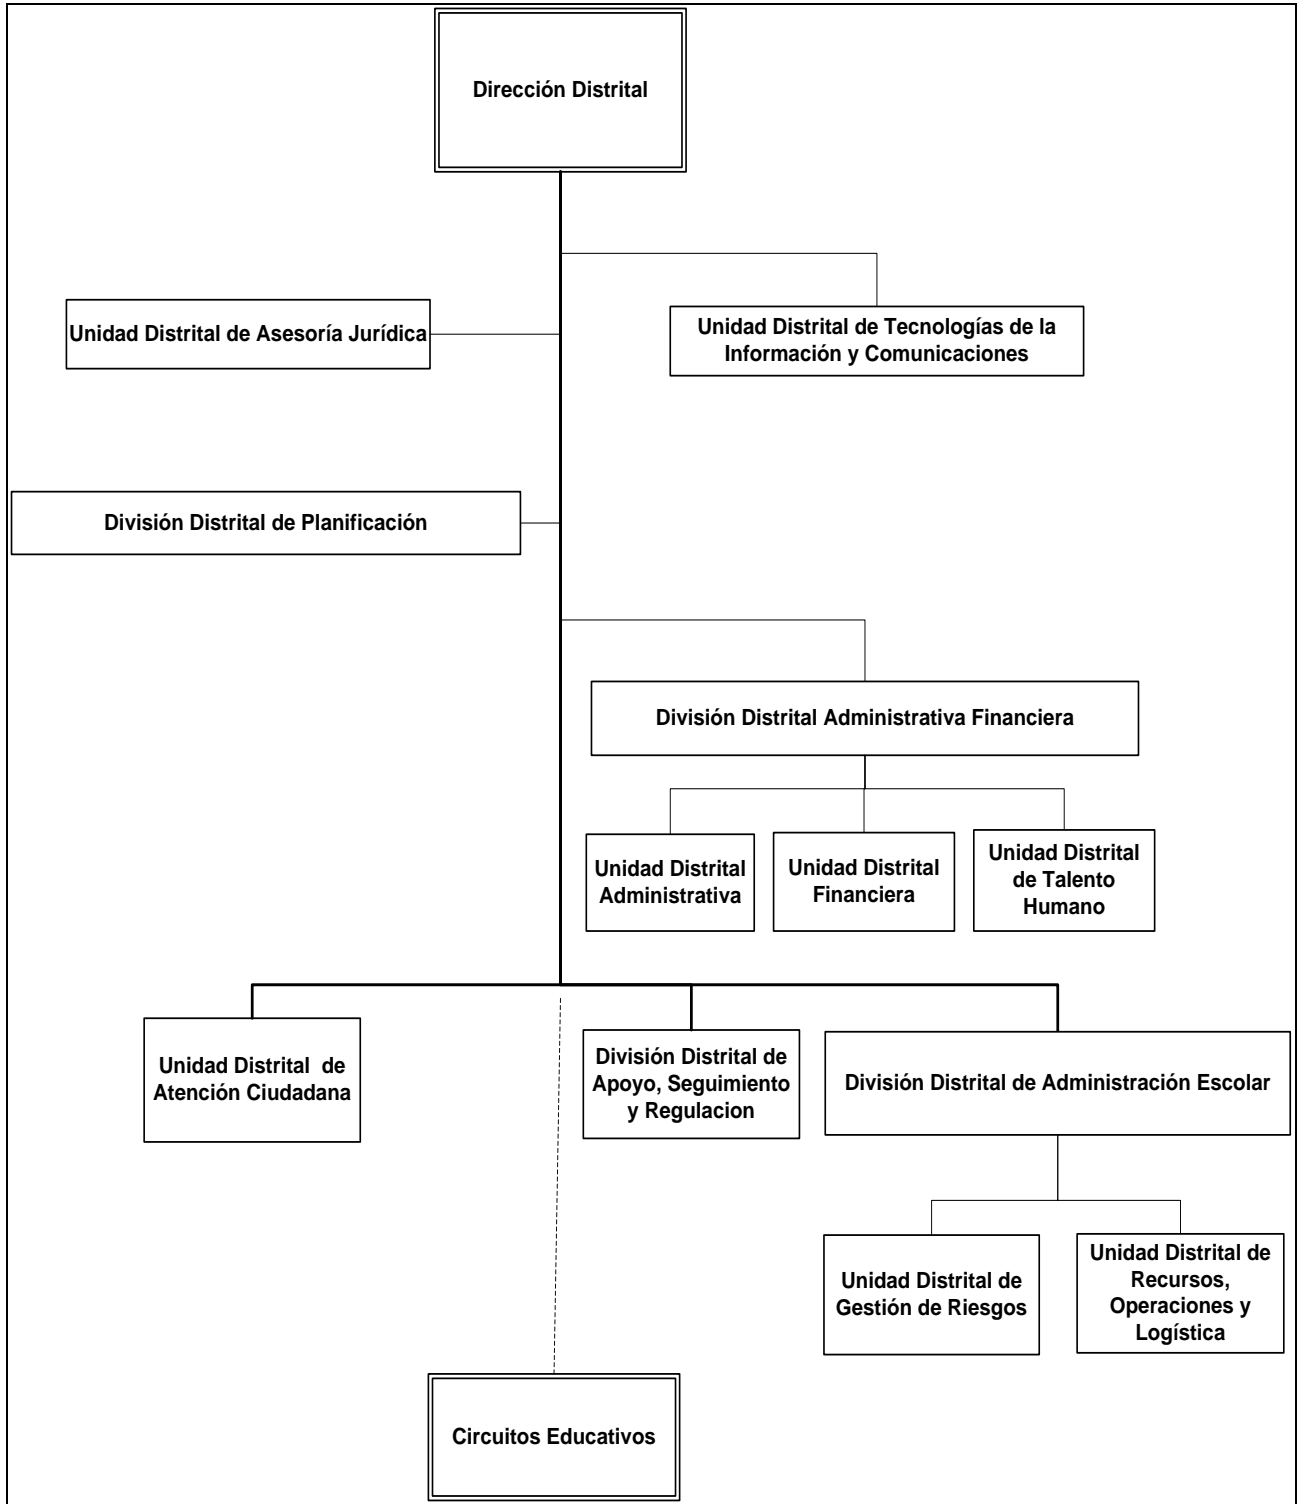 Dirección Distrital
Unidad Distrital de Asesoría Jurídica
Unidad Distrital de Tecnologías de la
Información y Comunicaciones
División Distrital de Planificación
División Distrital Administrativa Financiera
Unidad Distrital
Administrativa
Unidad Distrital
Financiera
Unidad Distrital
de Talento
Humano
Unidad Distrital  de
Atención Ciudadana
División Distrital de
Apoyo, Seguimiento
y Regulacion
División Distrital de Administración Escolar
Unidad Distrital de
Gestión de Riesgos
Unidad Distrital de
Recursos,
Operaciones y
Logística
Circuitos Educativos